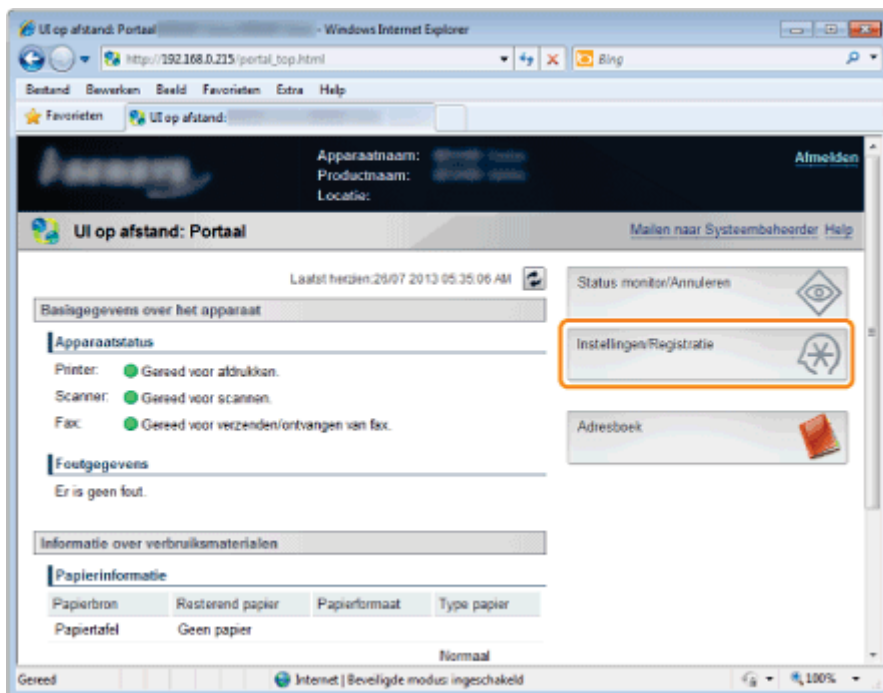 UI op afstand: Portaal - Windows Internet Explorer
http://192.168.0.215/portal_top.html
Bing
Bestand Bewerken Beeld Favorieten Extra Help
Favorieten UI op afstand:
Apparaatnaam:
Productnaam:
Locatie:
Afmelden
UI op afstand: Portaal
Mailen naar Systeembeheerder Help
Laatst herzien:26/07 2013 05:35:06 AM
Status monitor/Annuleren
Basisgegevens over het apparaat
Instellingen/Registratie
Apparaatstatus
Printer: Gereed voor afdrukken.
Scanner: Gereed voor scannen.
Fax: Gereed voor verzenden/ontvangen van fax.
Adresboek
Foutgegevens
Er is geen fout.
Informatie over verbruiksmaterialen
Papierinformatie
Papierbron Resterend papier Papierformaat Type papier
Papiertafel Geen papier
Normaal
Gereed Internet | Beveiligde modus: ingeschakeld 100%